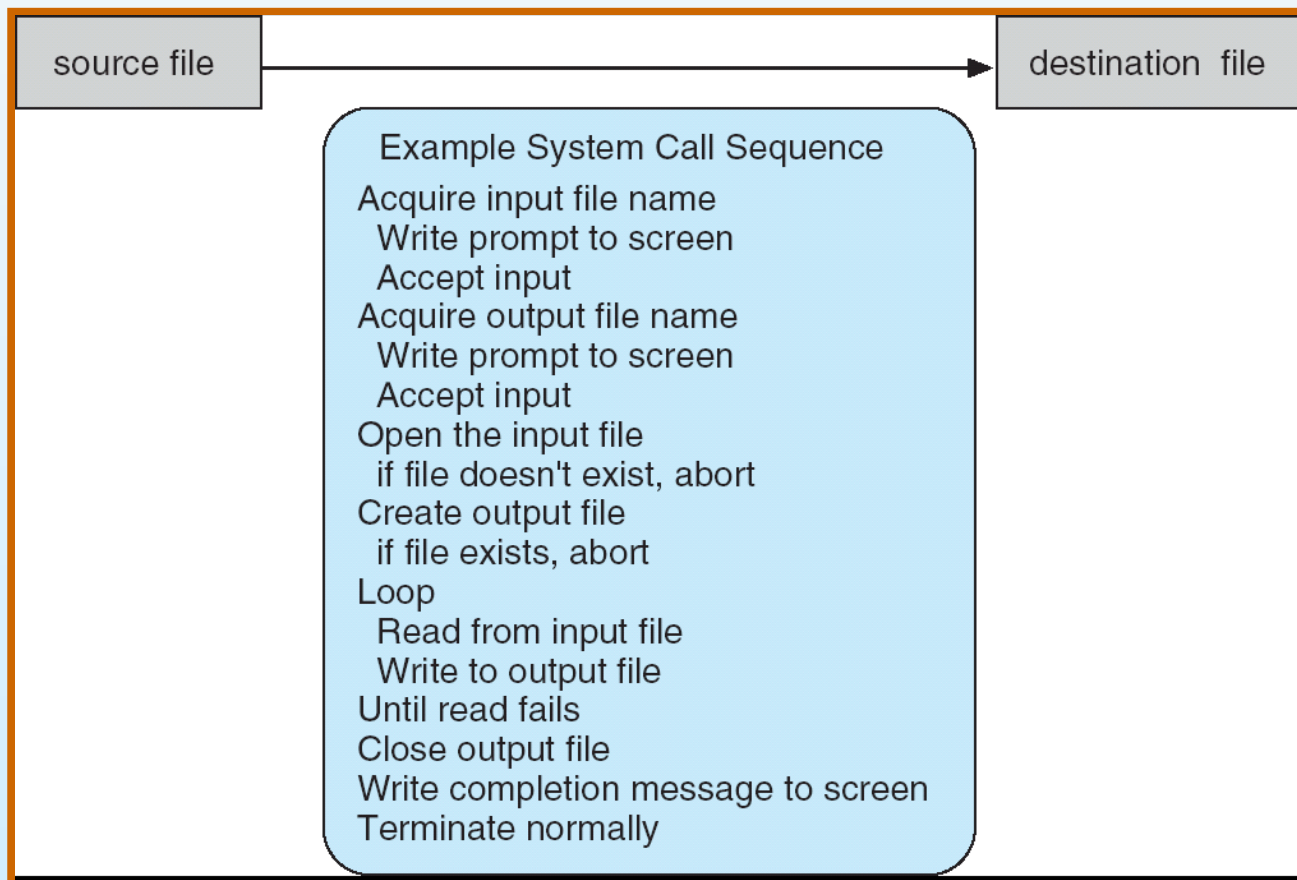 source file
destination file
Example System Call Sequence
Acquire input file name
Write prompt to screen
Accept input
Acquire output file name
Write prompt to screen
Accept input
Open the input file
if file doesn't exist, abort
Create output file
if file exists, abort
Loop
Read from input file
Write to output file
Until read fails
Close output file
Write completion message to screen
Terminate normally